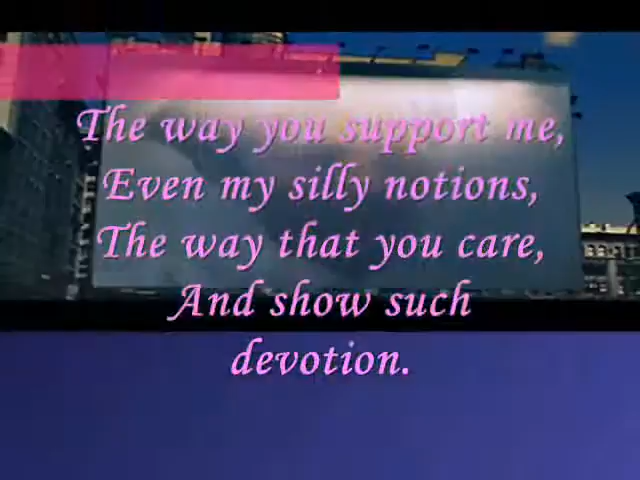 The way you support me,
Even my silly notions,
The way that you care,
And show such
devotion.